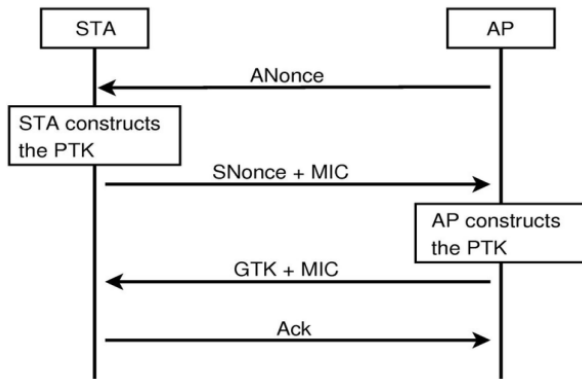 STA
AP
ANonce
STA constructs
the PTK
SNonce + MIC
AP constructs
the PTK
GTK + MIC
Ack